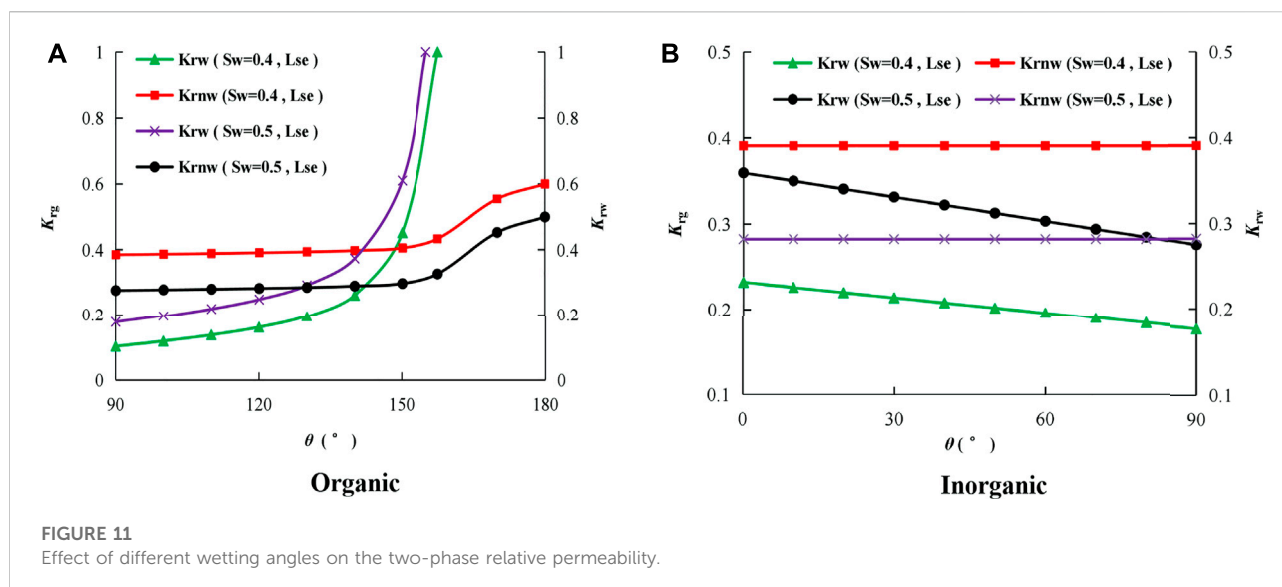 A
Krw ( Sw=0.4 , Lse )
Krnw (Sw=0.4 , Lse )
Krw ( Sw=0.5 , Lse )
Krnw ( Sw=0.5 , Lse )
1
0.8
0.6
0.4
0.2
0
Krg
1
0.8
0.6
0.4
0.2
0
Krw
90 120 150 180
θ ( ° )
Organic
B
Krw (Sw=0.4 , Lse ) Krnw (Sw=0.4 , Lse )
Krw (Sw=0.5 , Lse ) Krnw (Sw=0.5 , Lse )
0.5
0.4
0.3
0.2
0.1
Krg
0.5
0.4
0.3
0.2
0.1
Krw
0 30 60 90
θ ( ° )
Inorganic
FIGURE 11
Effect of different wetting angles on the two-phase relative permeability.